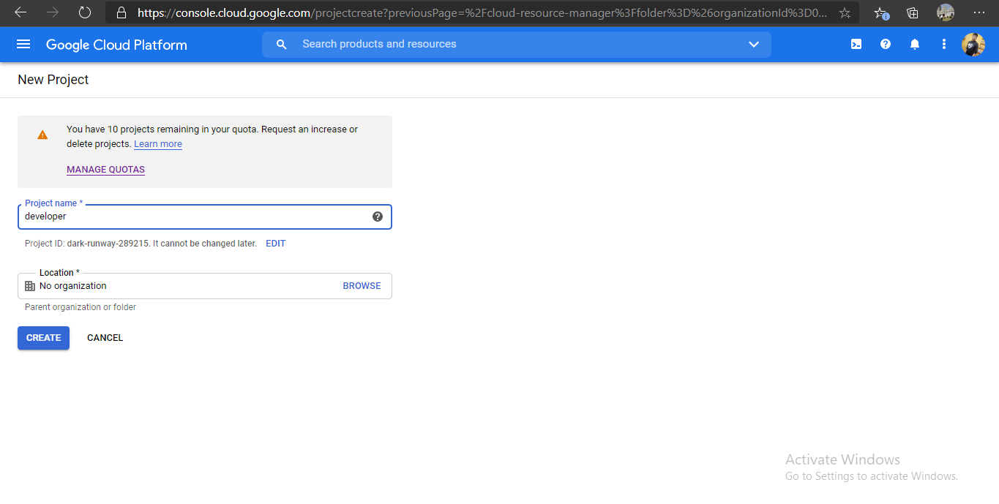 https://console.cloud.google.com/projectcreate?previousPage=%2Fcloud-resource-manager%3Ffolder%3D%26organizationId%3D0...
Google Cloud Platform
Search products and resources
New Project
You have 10 projects remaining in your quota. Request an increase or
delete projects. Learn more
MANAGE QUOTAS
Project name *
developer
Project ID: dark-runway-289215. It cannot be changed later. EDIT
Location *
No organization BROWSE
Parent organization or folder
CREATE CANCEL
Activate Windows
Go to Settings to activate Windows.